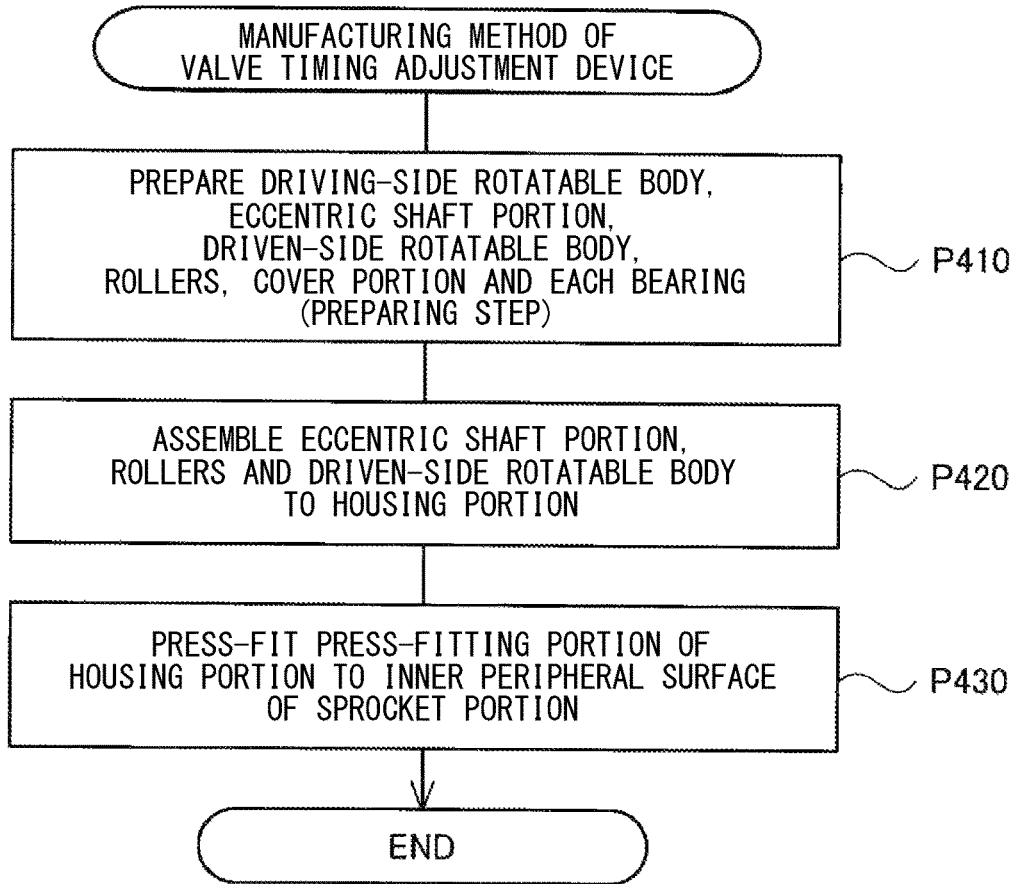 MANUFACTURING METHOD OF
VALVE TIMING ADJUSTMENT DEVICE
PREPARE DRIVING-SIDE ROTATABLE BODY,
ECCENTRIC SHAFT PORTION,
DRIVEN-SIDE ROTATABLE BODY,
ROLLERS, COVER PORTION AND EACH BEARING
(PREPARING STEP)
P410
ASSEMBLE ECCENTRIC SHAFT PORTION,
ROLLERS AND DRIVEN-SIDE ROTATABLE BODY
TO HOUSING PORTION
P420
PRESS-FIT PRESS-FITTING PORTION OF
HOUSING PORTION TO INNER PERIPHERAL SURFACE
OF SPROCKET PORTION
P430
END